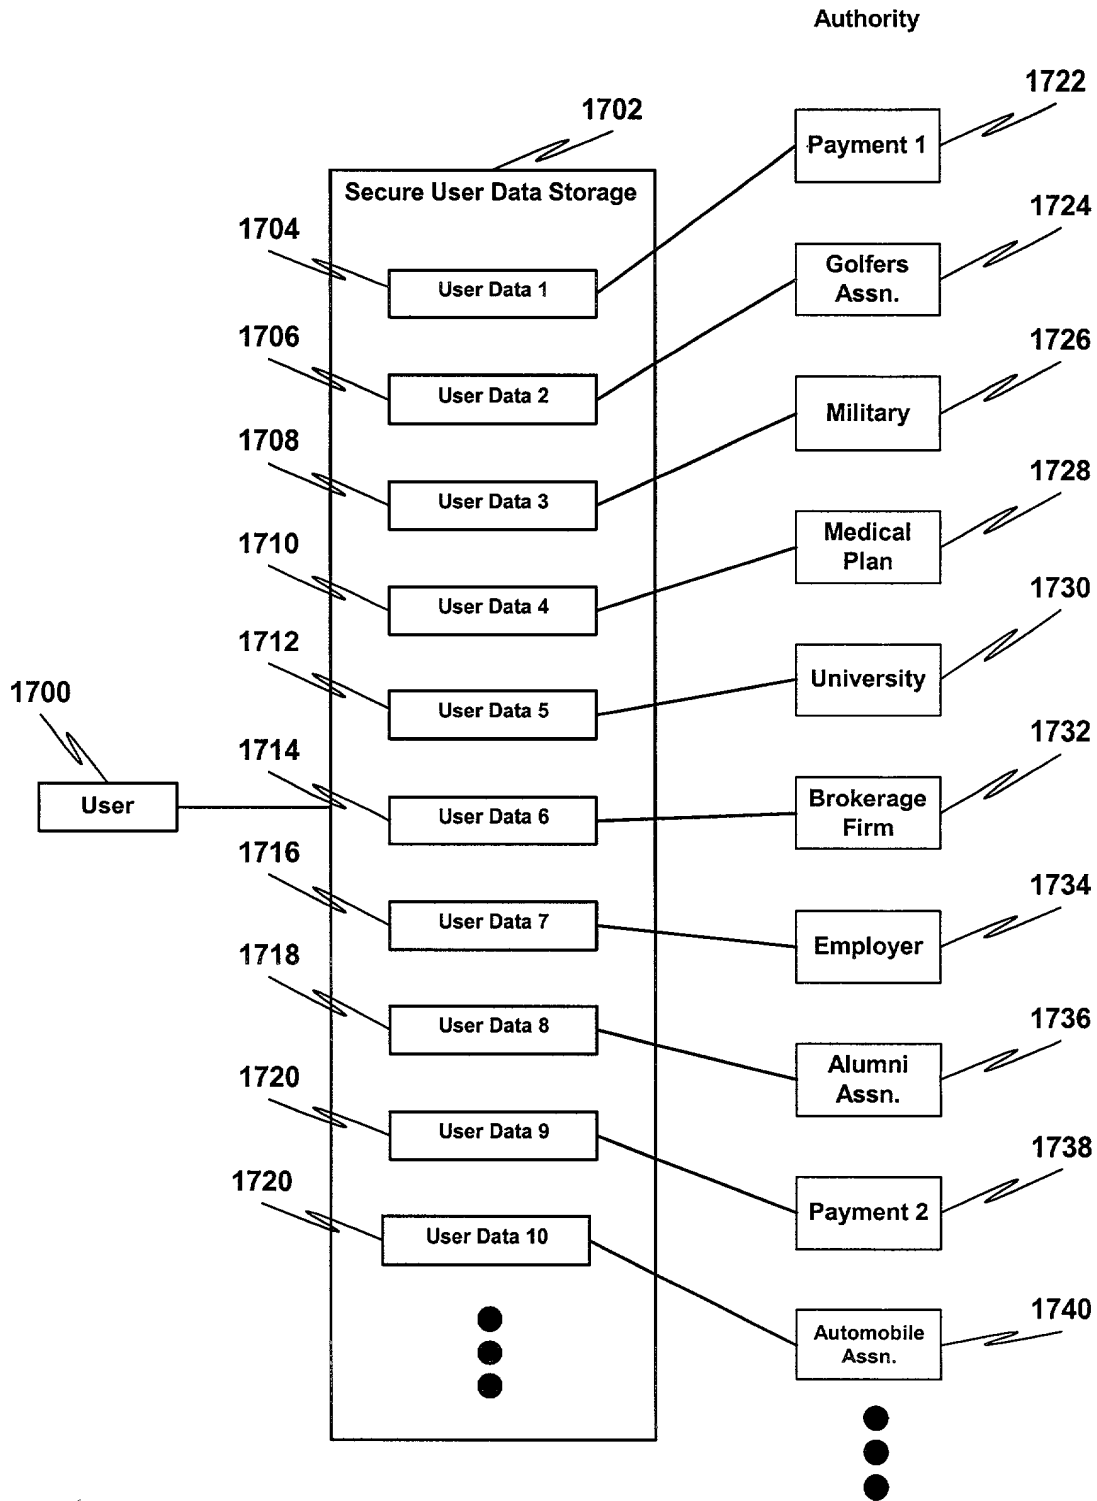 Authority
1722
1702
Payment 1
Secure User Data Storage
1704
1724
User Data 1
Golfers
Assn.
1706
1726
User Data 2
Military
1708
1728
User Data 3
Medical
Plan
1710
1730
User Data 4
1712
University
1700
User Data 5
1714
1732
User
User Data 6
Brokerage
Firm
1716
1734
User Data 7
Employer
1718
1736
User Data 8
Alumni
Assn.
1720
1738
User Data 9
1720
Payment 2
User Data 10
1740
Automobile
Assn.